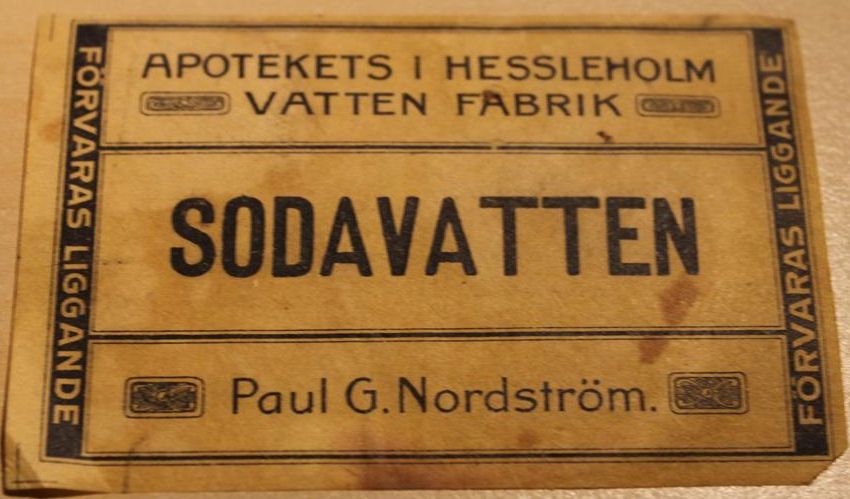 APOTEKETS I HESSLEHOLM
VATTEN FABRIK
SODAVATTEN
Paul G. Nordström.
FÖRVARAS LIGGANDE
FÖRVARAS LIGGANDE